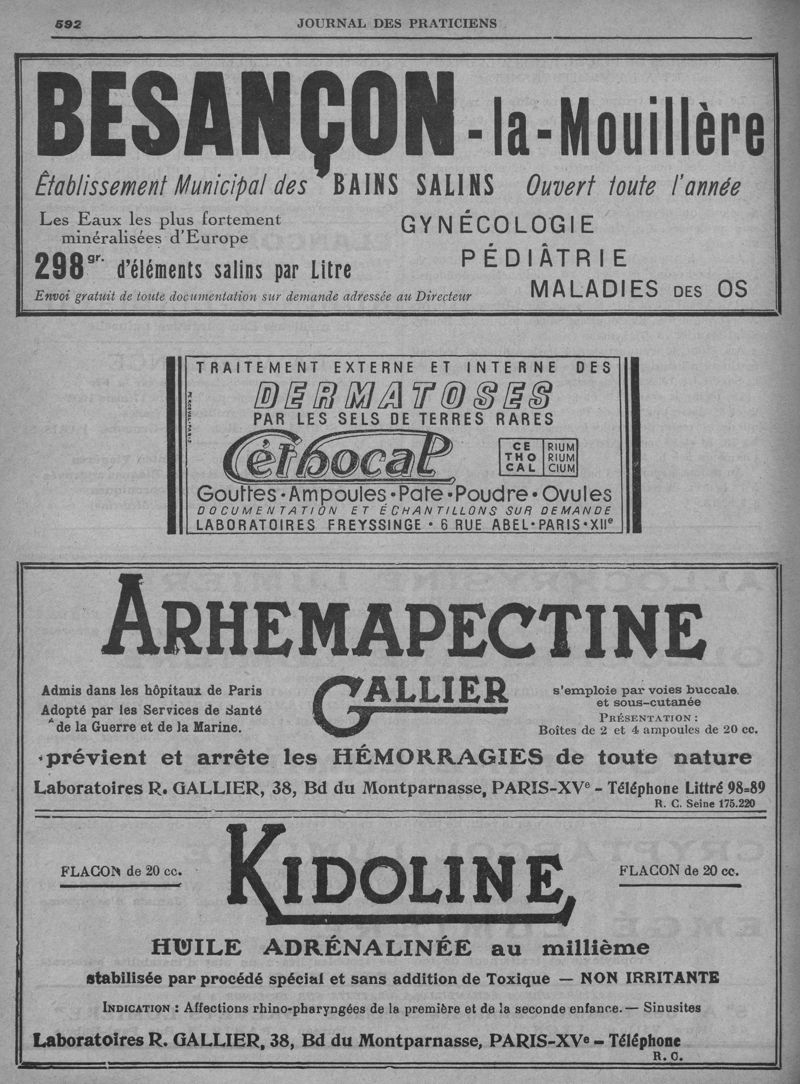 592
JOURNAL DES PRATICIENS
BESANÇON - la - Mouillère
Établissement Municipal des BAINS SALINS Ouvert toute l'année
Les Eaux les plus fortement
minéralisées d'Europe
298gr. d'éléments salins par Litre
Envoi gratuit de toute documentation sur demande adressée au Directeur
GYNÉCOLOGIE
PÉDIÂTRIE
MALADIES DES OS
TRAITEMENT EXTERNE ET INTERNE DES
DERMATOSES
PAR LES SELS DE TERRES RARES
Cethocal
CE RIUM
THO RIUM
CAL CIUM
Gouttes • Ampoules • Pate • Poudre • Ovules
DOCUMENTATION ET ÉCHANTILLONS SUR DEMANDE
LABORATOIRES FREYSSINGE • 6 RUE ABEL • PARIS • XIIe
ARHEMAPECTINE
GALLIER
Admis dans les hôpitaux de Paris
Adopté par les Services de Santé
de la Guerre et de la Marine.
s'emploie par voies buccale
et sous-cutanée
PRÉSENTATION :
Boîtes de 2 et 4 ampoules de 20 cc.
prévient et arrête les HÉMORRAGIES de toute nature
Laboratoires R. GALLIER, 38, Bd du Montparnasse, PARIS-XVe - Téléphone Littré 98=89
R. C. Seine 175.220
FLACON de 20 cc.
KIDOLINE
FLACON de 20 cc.
HUILE ADRÉNALINÉE au millième
stabilisée par procédé spécial et sans addition de Toxique — NON IRRITANTE
INDICATION : Affections rhino-pharyngées de la première et de la seconde enfance. — Sinusites
Laboratoires R. GALLIER, 38, Bd du Montparnasse, PARIS-XVe - Téléphone
R. C.